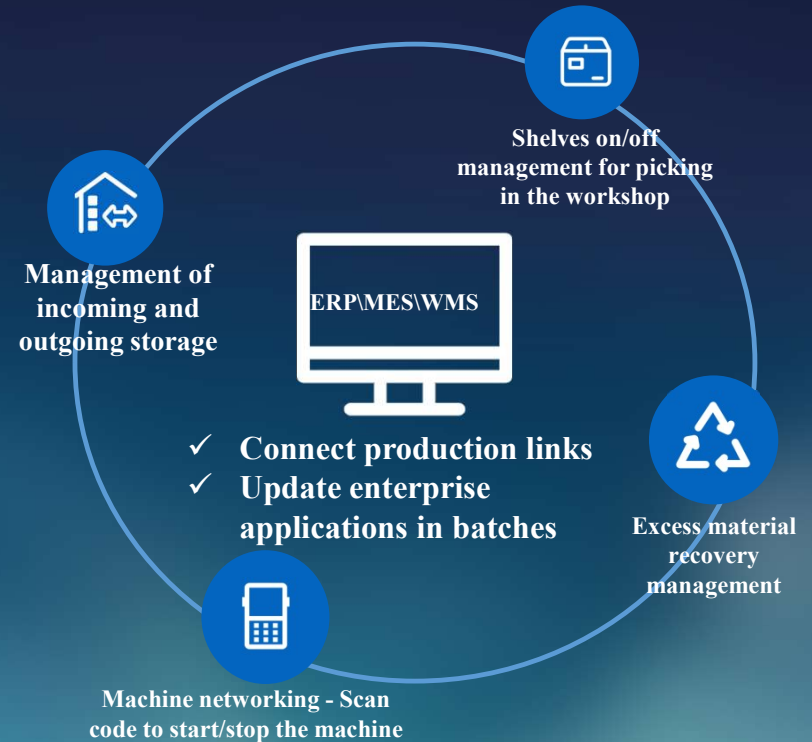 Shelves on/off
management for picking
in the workshop
Management of
incoming and
outgoing storage
ERP\MES\WMS
✓ Connect production links
✓ Update enterprise
applications in batches
Excess material
recovery
management
Machine networking - Scan
code to start/stop the machine